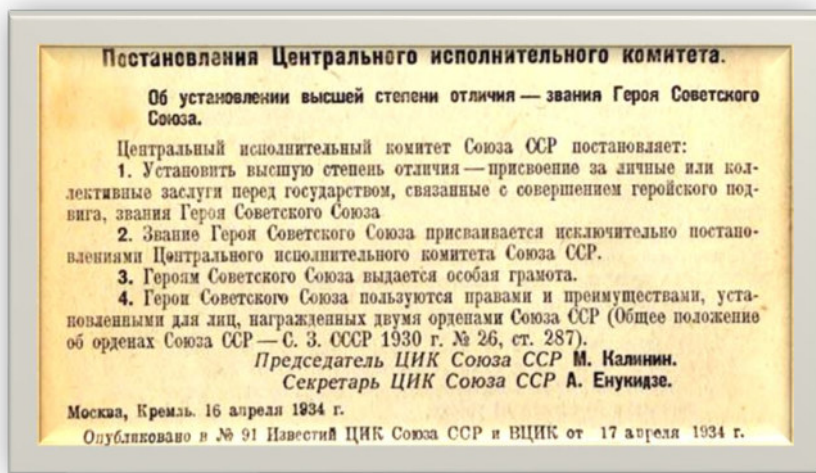 Постановления Центрального исполнительного комитета.
Об установлении высшей степени отличия — звания Героя Советского
Союза.
Центральный исполнительный комитет Союза ССР постановляет:
1. Установить высшую степень отличия — присвоение за личные или кол-
лективные заслуги перед государством, связанные с совершением геройского под-
вига, звания Героя Советского Союза
2. Звание Героя Советского Союза присваивается исключительно постано-
влениями Центрального исполнительного комитета Союза ССР.
3. Героям Советского Союза выдается особая грамота.
4. Герои Советского Союза пользуются правами и преимуществами, уста-
новленными для лиц, награжденных двумя орденами Союза ССР (Общее положение
об орденах Союза ССР — С. З. СССР 1930 г. № 26, ст. 287).
Председатель ЦИК Союза ССР М. Калинин.
Секретарь ЦИК Союза ССР А. Енукидзе.
Москва, Кремль. 16 апреля 1934 г.
Опубликовано в № 91 Известий ЦИК Союза ССР и ВЦИК от 17 апреля 1934 г.